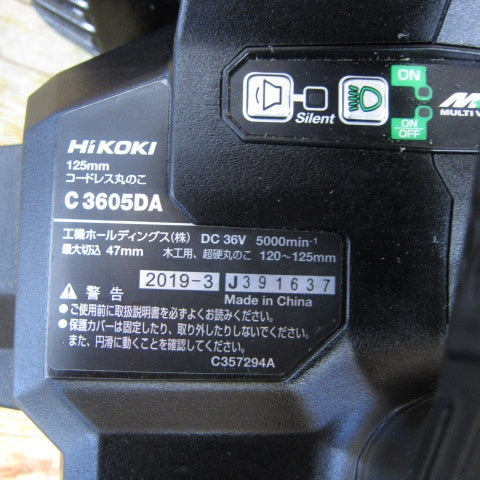 ON
Silent
ON
OFF
MULTI V
HiKOKI
125mm
コードレス丸のこ
C 3605DA
工機ホールディングス(株) DC 36V 5000min⁻¹
最大切込 47mm 木工用、超硬丸のこ 120～125mm
2019-3 J391637
Made in China
⚠ 警告
●ご使用前に取扱説明書を必ずよくお読みください。
●保護カバーは固定したり、取り外したりしないでください。
また、円滑に動くことを確認してください。
C357294A